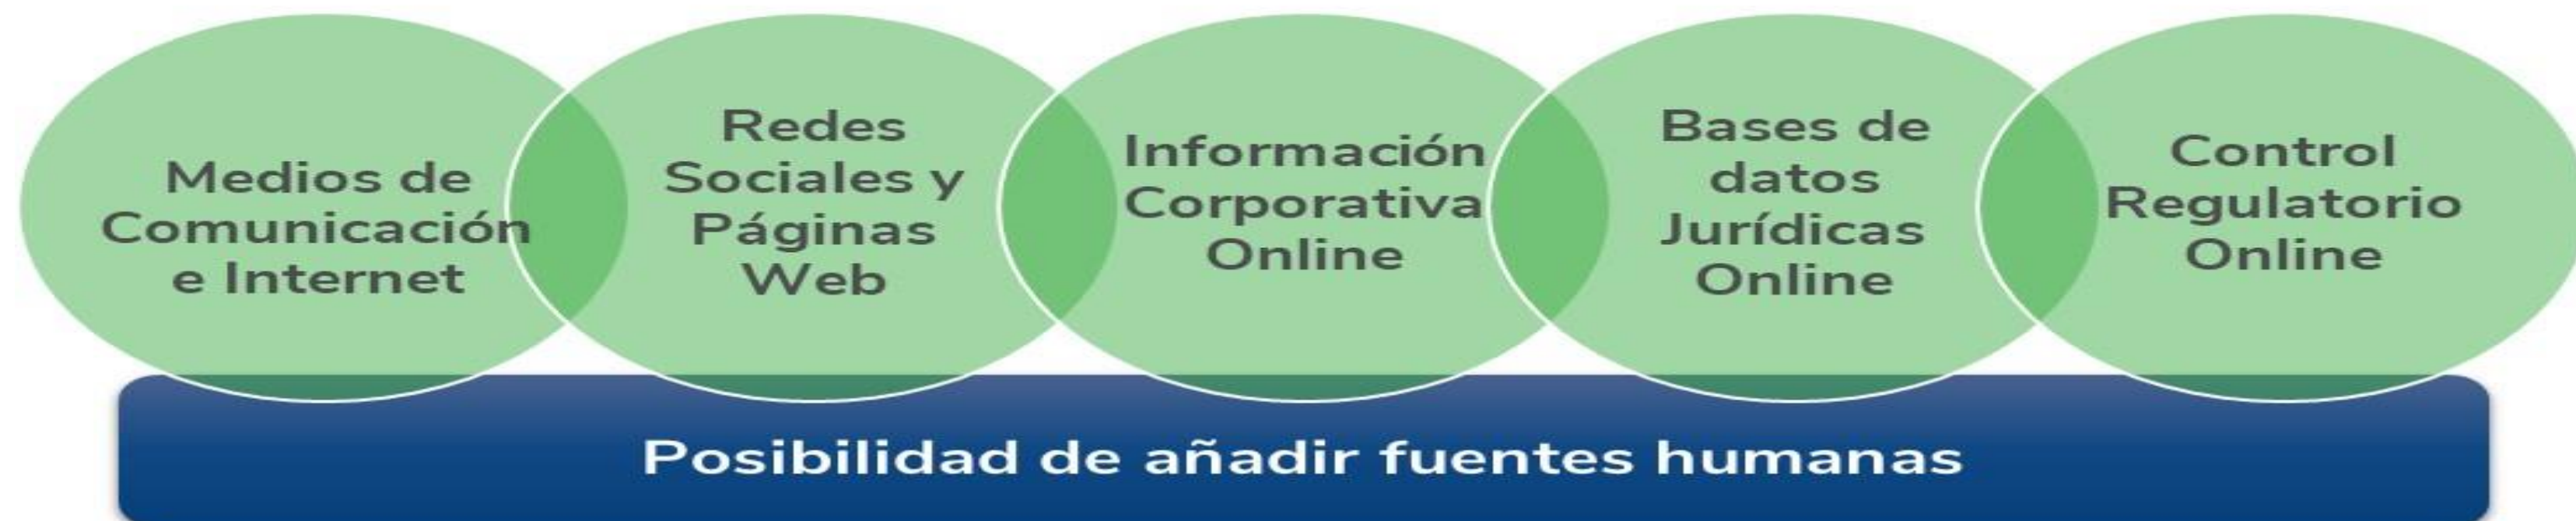 Medios de
Comunicación
e Internet
Redes
Sociales y
Páginas
Web
Información
Corporativa
Online
Bases de
datos
Jurídicas
Online
Control
Regulatorio
Online
Posibilidad de añadir fuentes humanas